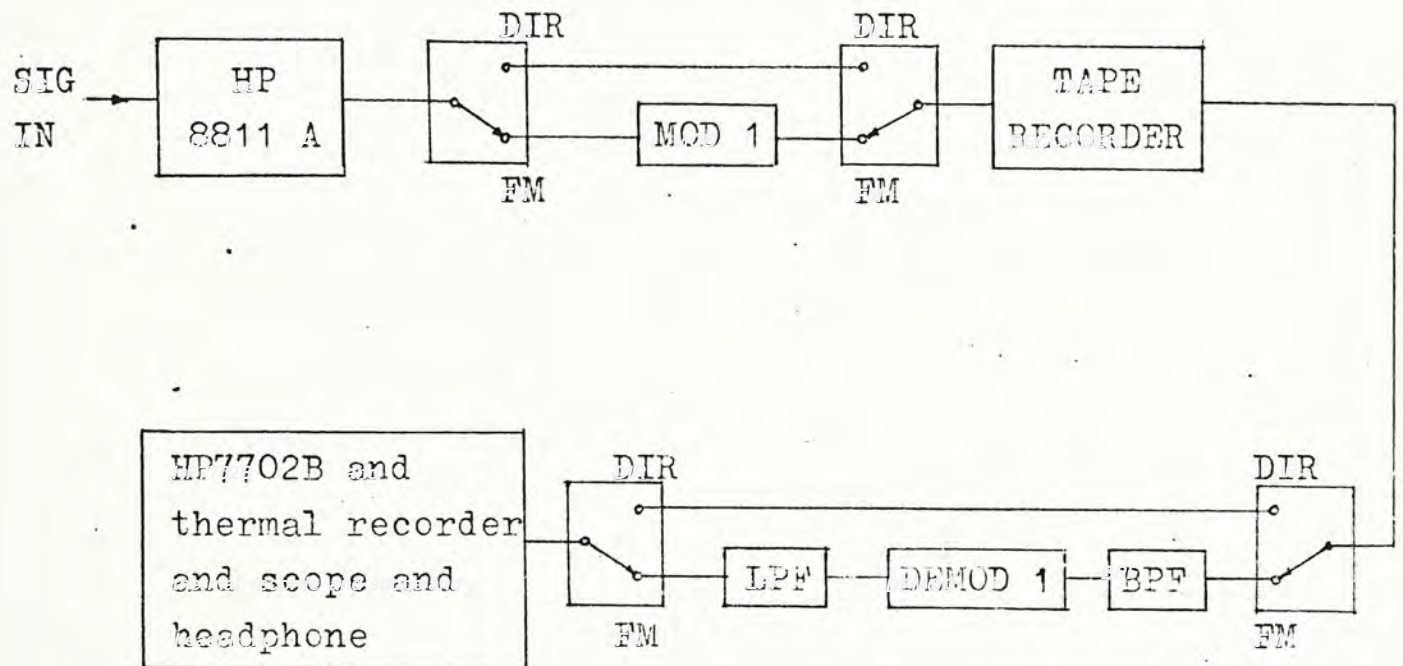 DIR
DIR
SIG
IN
HP
8811 A
MOD 1
TAPE
RECORDER
FM
FM
HP7702B and
thermal recorder
and scope and
headphone
DIR
DIR
LPF
DEMOD 1
BPF
FM
FM